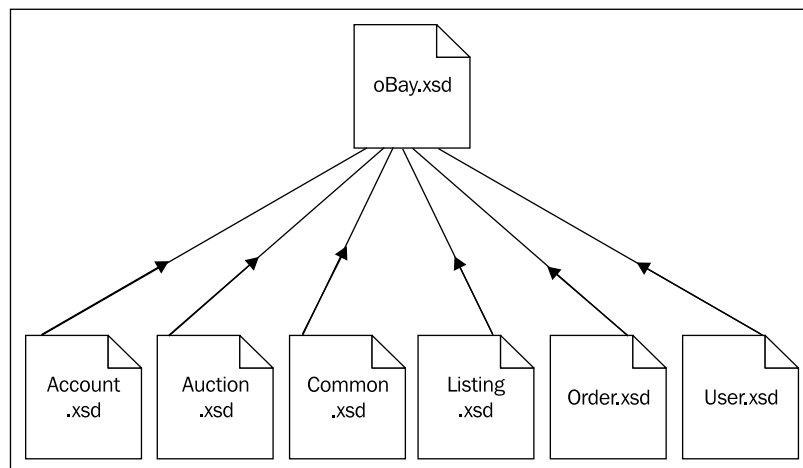 oBay.xsd
Account
.xsd
Auction
.xsd
Common
.xsd
Listing
.xsd
Order.xsd
User.xsd